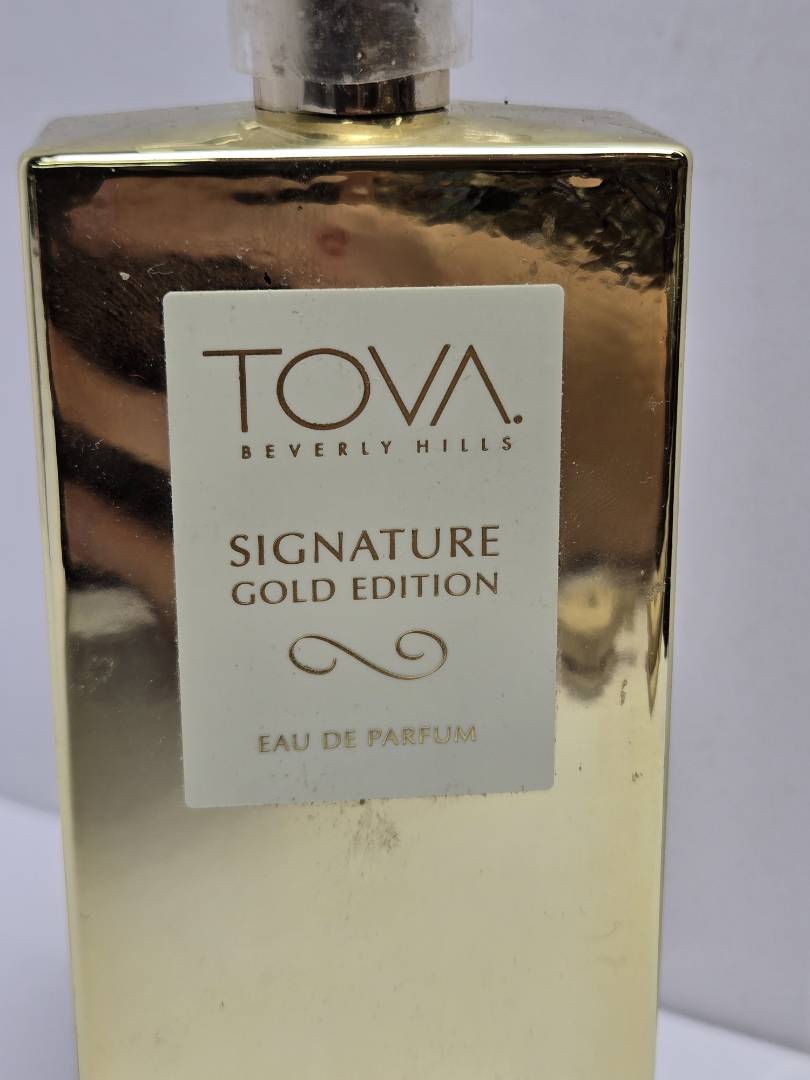 TOVA.
BEVERLY HILLS
SIGNATURE
GOLD EDITION
EAU DE PARFUM